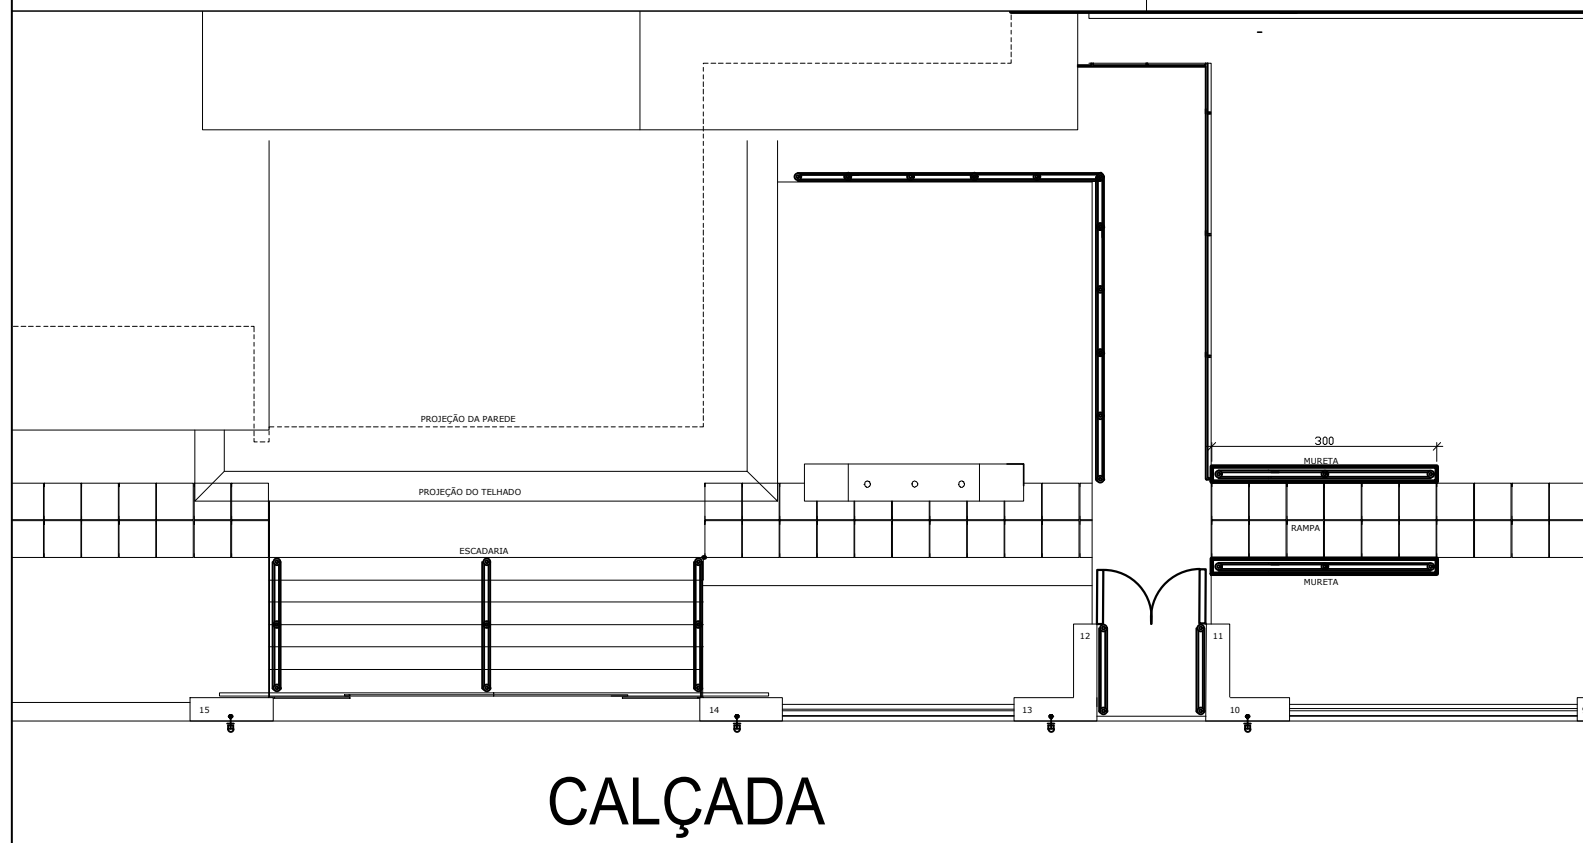 PROJEÇÃO DA PAREDE
300
MURETA
PROJEÇÃO DO TELHADO
RAMPA
ESCADARIA
MURETA
12
11
15
14
13
10
CALÇADA